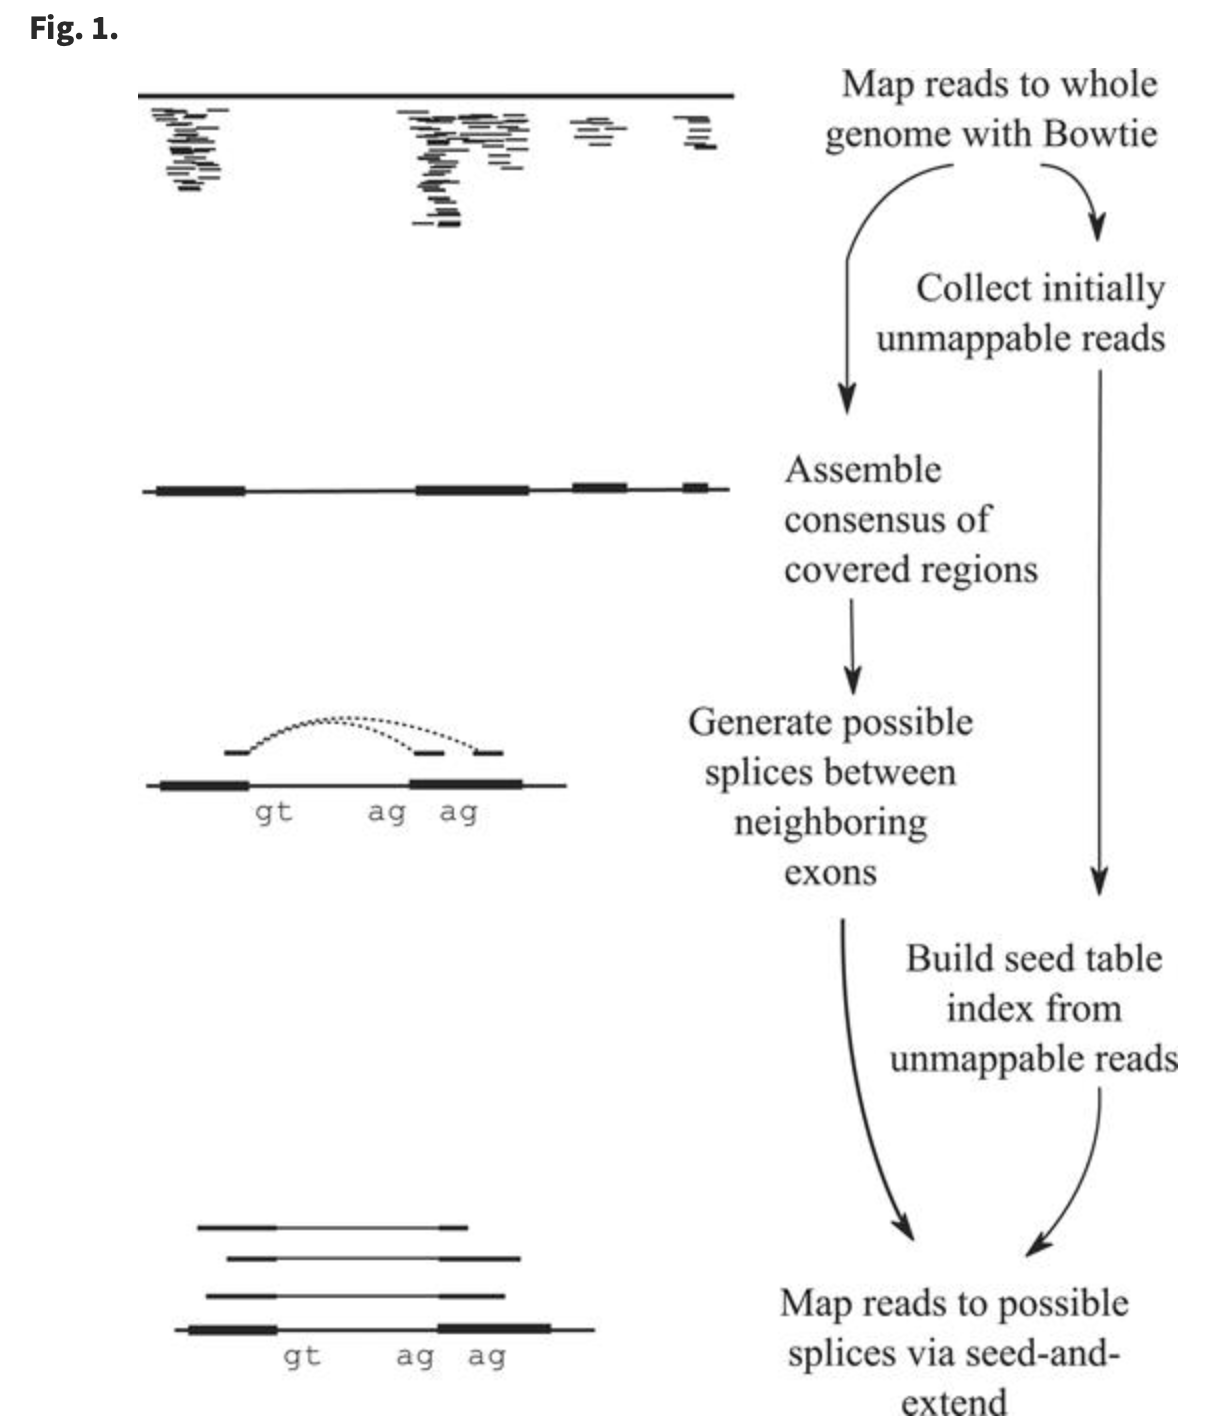 Fig. 1.
Map reads to whole
genome with Bowtie
Collect initially
unmappable reads
Assemble
consensus of
covered regions
Generate possible
splices between
neighboring
exons
gt ag ag
Build seed table
index from
unmappable reads
Map reads to possible
splices via seed-and-
extend
gt ag ag